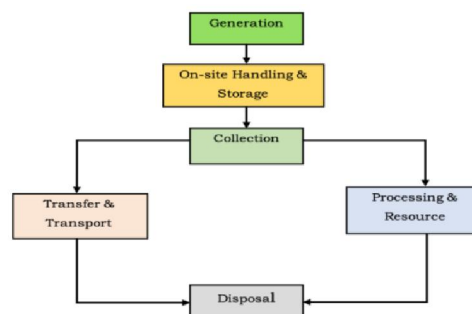 Generation
On-site Handling &
Storage
Collection
Transfer &
Transport
Processing &
Resource
Disposal